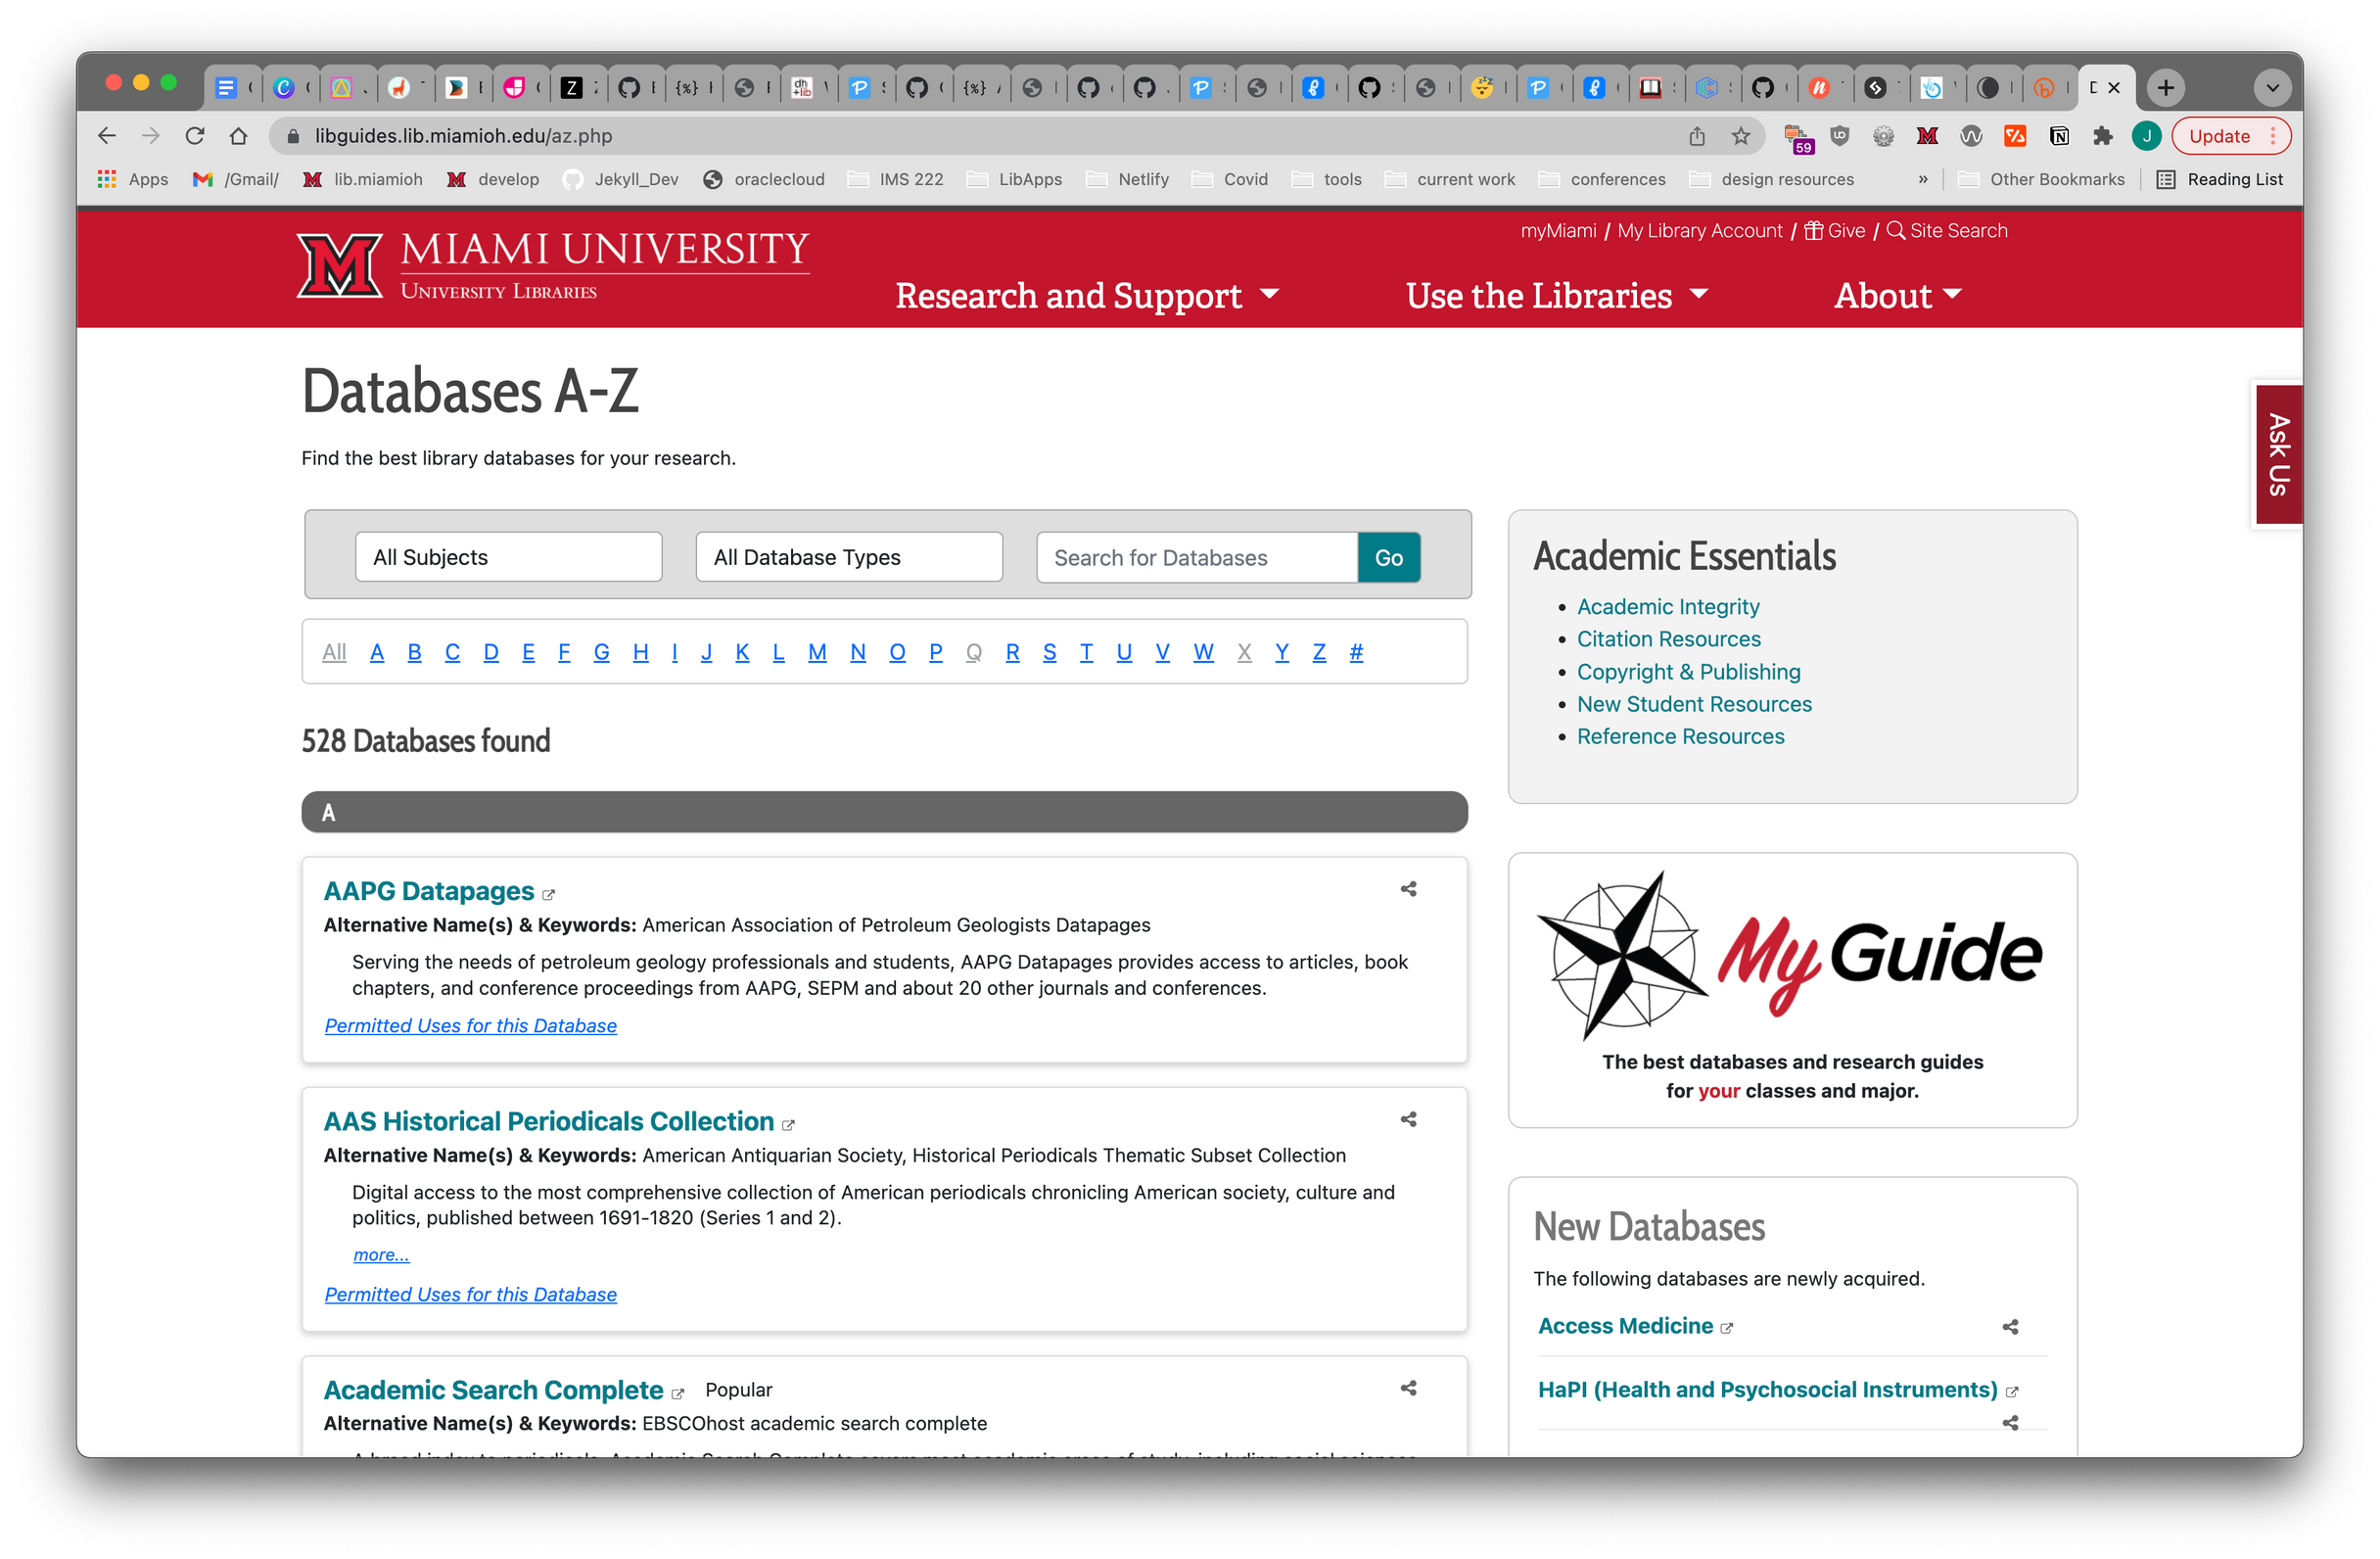 libguides.lib.miamioh.edu/az.php
59
J
Update
Apps
/Gmail/
lib.miamioh
develop
Jekyll_Dev
oraclecloud
IMS 222
LibApps
Netlify
Covid
tools
current work
conferences
design resources
»
Other Bookmarks
Reading List
myMiami / My Library Account / Give / Site Search
M
MIAMI UNIVERSITY
UNIVERSITY LIBRARIES
Research and Support
Use the Libraries
About
Databases A-Z
Find the best library databases for your research.
Ask Us
All Subjects
All Database Types
Search for Databases
Go
All A B C D E F G H I J K L M N O P Q R S T U V W X Y Z #
528 Databases found
A
AAPG Datapages
Alternative Name(s) & Keywords: American Association of Petroleum Geologists Datapages
Serving the needs of petroleum geology professionals and students, AAPG Datapages provides access to articles, book
chapters, and conference proceedings from AAPG, SEPM and about 20 other journals and conferences.
Permitted Uses for this Database
AAS Historical Periodicals Collection
Alternative Name(s) & Keywords: American Antiquarian Society, Historical Periodicals Thematic Subset Collection
Digital access to the most comprehensive collection of American periodicals chronicling American society, culture and
politics, published between 1691-1820 (Series 1 and 2).
more...
Permitted Uses for this Database
Academic Search Complete Popular
Alternative Name(s) & Keywords: EBSCOhost academic search complete
Academic Essentials
Academic Integrity
Citation Resources
Copyright & Publishing
New Student Resources
Reference Resources
My Guide
The best databases and research guides
for your classes and major.
New Databases
The following databases are newly acquired.
Access Medicine
HaPI (Health and Psychosocial Instruments)